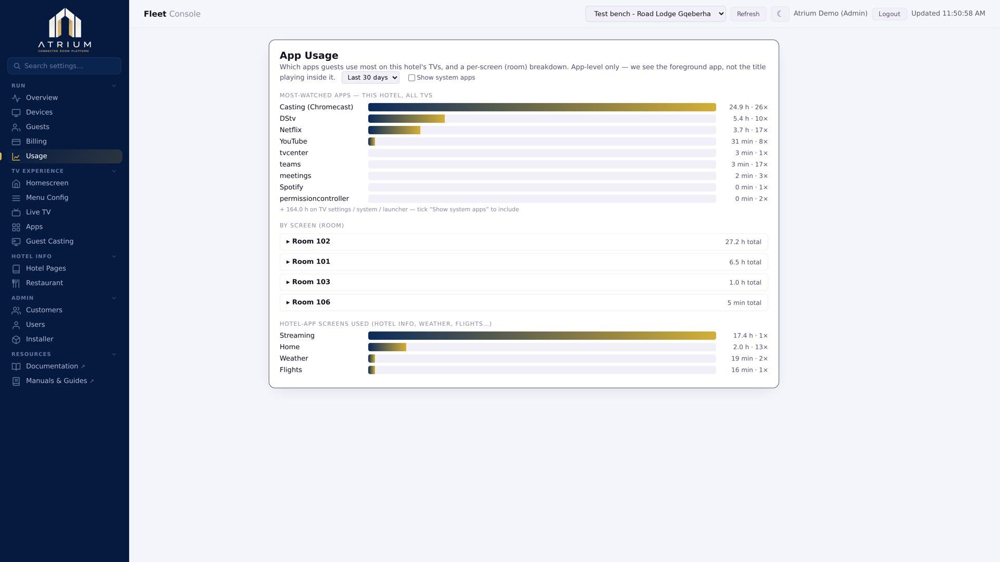 ATRIUM
CONNECTED ROOM PLATFORM
Search settings...
RUN
Overview
Devices
Guests
Billing
Usage
TV EXPERIENCE
Homescreen
Menu Config
Live TV
Apps
Guest Casting
HOTEL INFO
Hotel Pages
Restaurant
ADMIN
Customers
Users
Installer
RESOURCES
Documentation ↗
Manuals & Guides ↗
Fleet Console
Test bench - Road Lodge Gqeberha
Refresh
Atrium Demo (Admin)
Logout
Updated 11:50:58 AM
App Usage
Which apps guests use most on this hotel's TVs, and a per-screen (room) breakdown. App-level only — we see the foreground app, not the title
playing inside it. Last 30 days Show system apps
MOST-WATCHED APPS — THIS HOTEL, ALL TVS
Casting (Chromecast) 24.9 h · 26×
DStv 5.4 h · 10×
Netflix 3.7 h · 17×
YouTube 31 min · 8×
tvcenter 3 min · 1×
teams 3 min · 17×
meetings 2 min · 3×
Spotify 0 min · 1×
permissioncontroller 0 min · 2×
+ 164.0 h on TV settings / system / launcher — tick “Show system apps” to include
BY SCREEN (ROOM)
▸ Room 102 27.2 h total
▸ Room 101 6.5 h total
▸ Room 103 1.0 h total
▸ Room 106 5 min total
HOTEL-APP SCREENS USED (HOTEL INFO, WEATHER, FLIGHTS…)
Streaming 17.4 h · 1×
Home 2.0 h · 13×
Weather 19 min · 2×
Flights 16 min · 1×